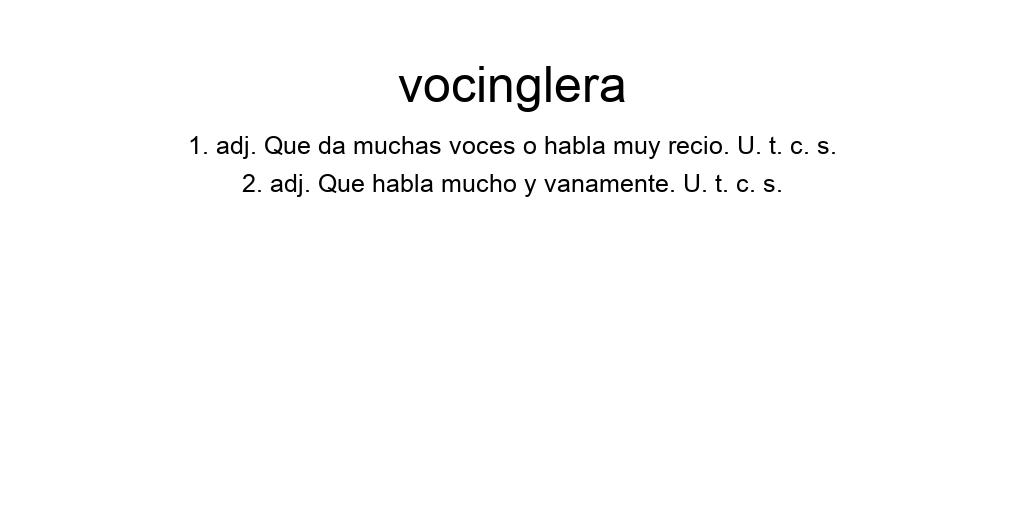 vocinglera
1. adj. Que da muchas voces o habla muy recio. U. t. c. s.
2. adj. Que habla mucho y vanamente. U. t. c. s.